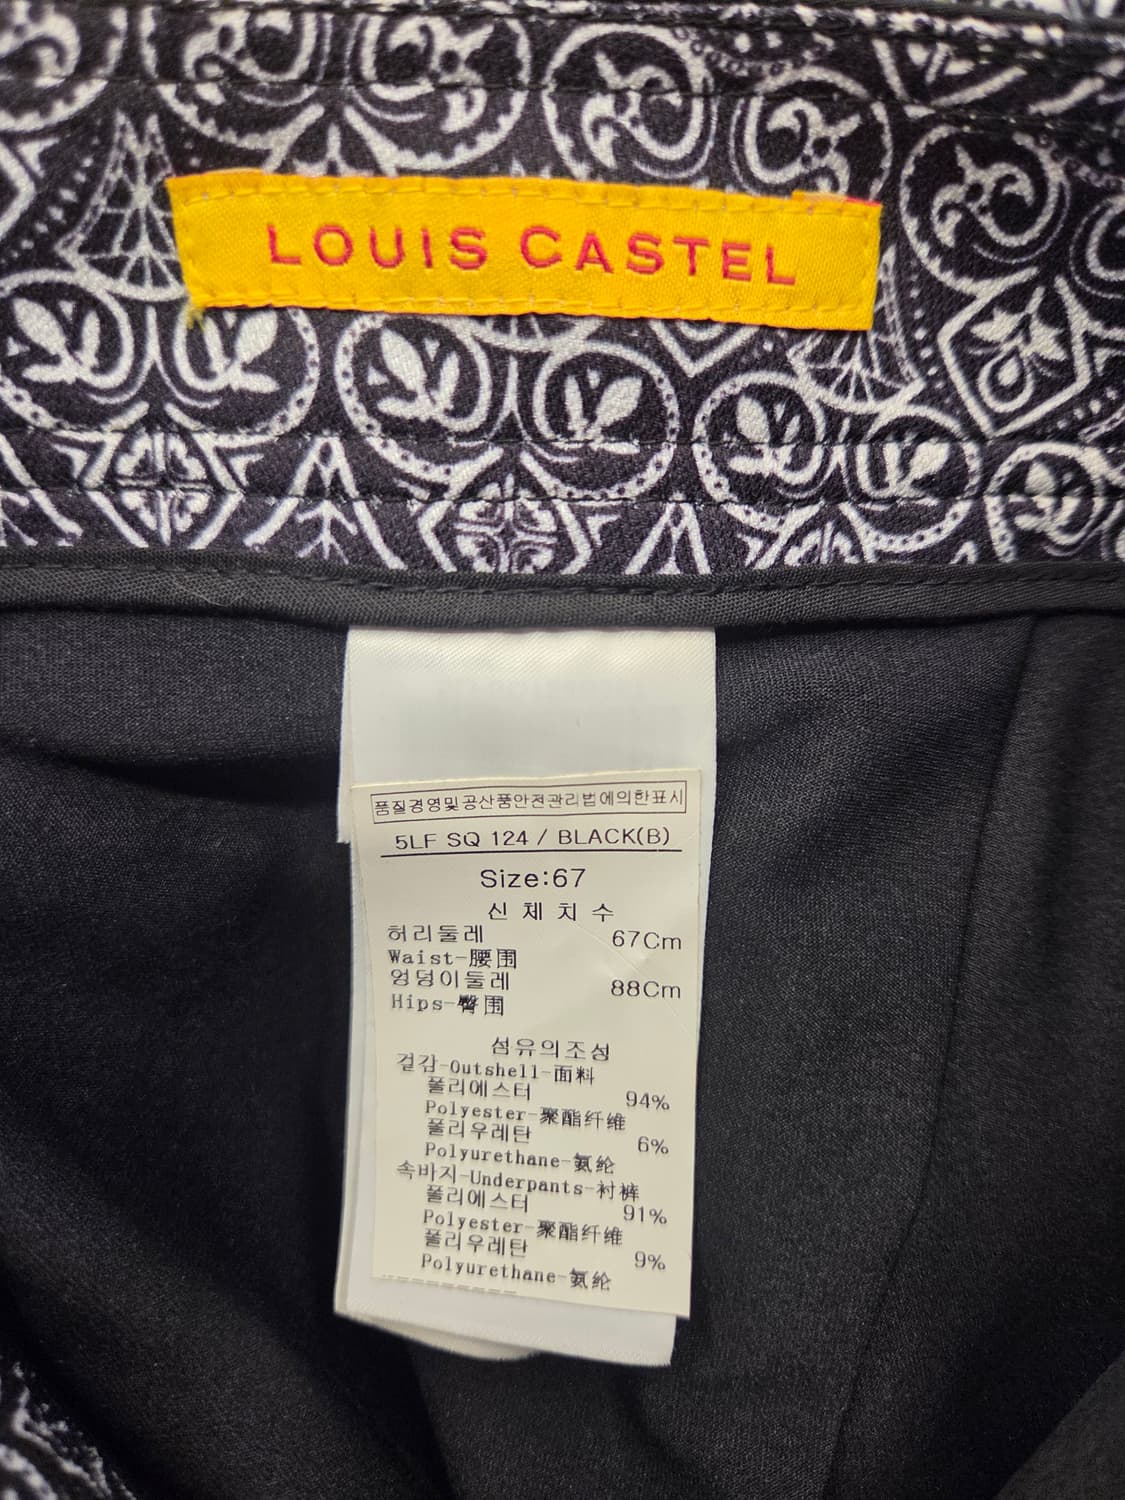 LOUIS CASTEL
품질경영및공산품안전관리법에의한표시
5LF SQ 124 / BLACK(B)
Size:67
신 체 치 수
허리둘레 67Cm
Waist-腰围
엉덩이둘레 88Cm
Hips-臀围
섬유의조성
겉감-Outshell-面料
폴리에스터 94%
Polyester-聚酯纤维
폴리우레탄 6%
Polyurethane-氨纶
속바지-Underpants-衬裤
폴리에스터 91%
Polyester-聚酯纤维
폴리우레탄 9%
Polyurethane-氨纶